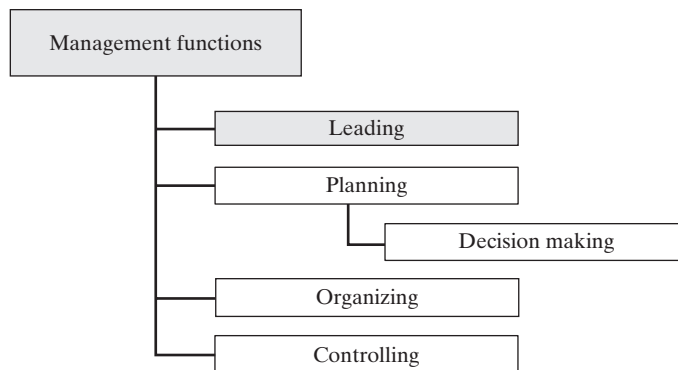 Management functions
Leading
Planning
Decision making
Organizing
Controlling